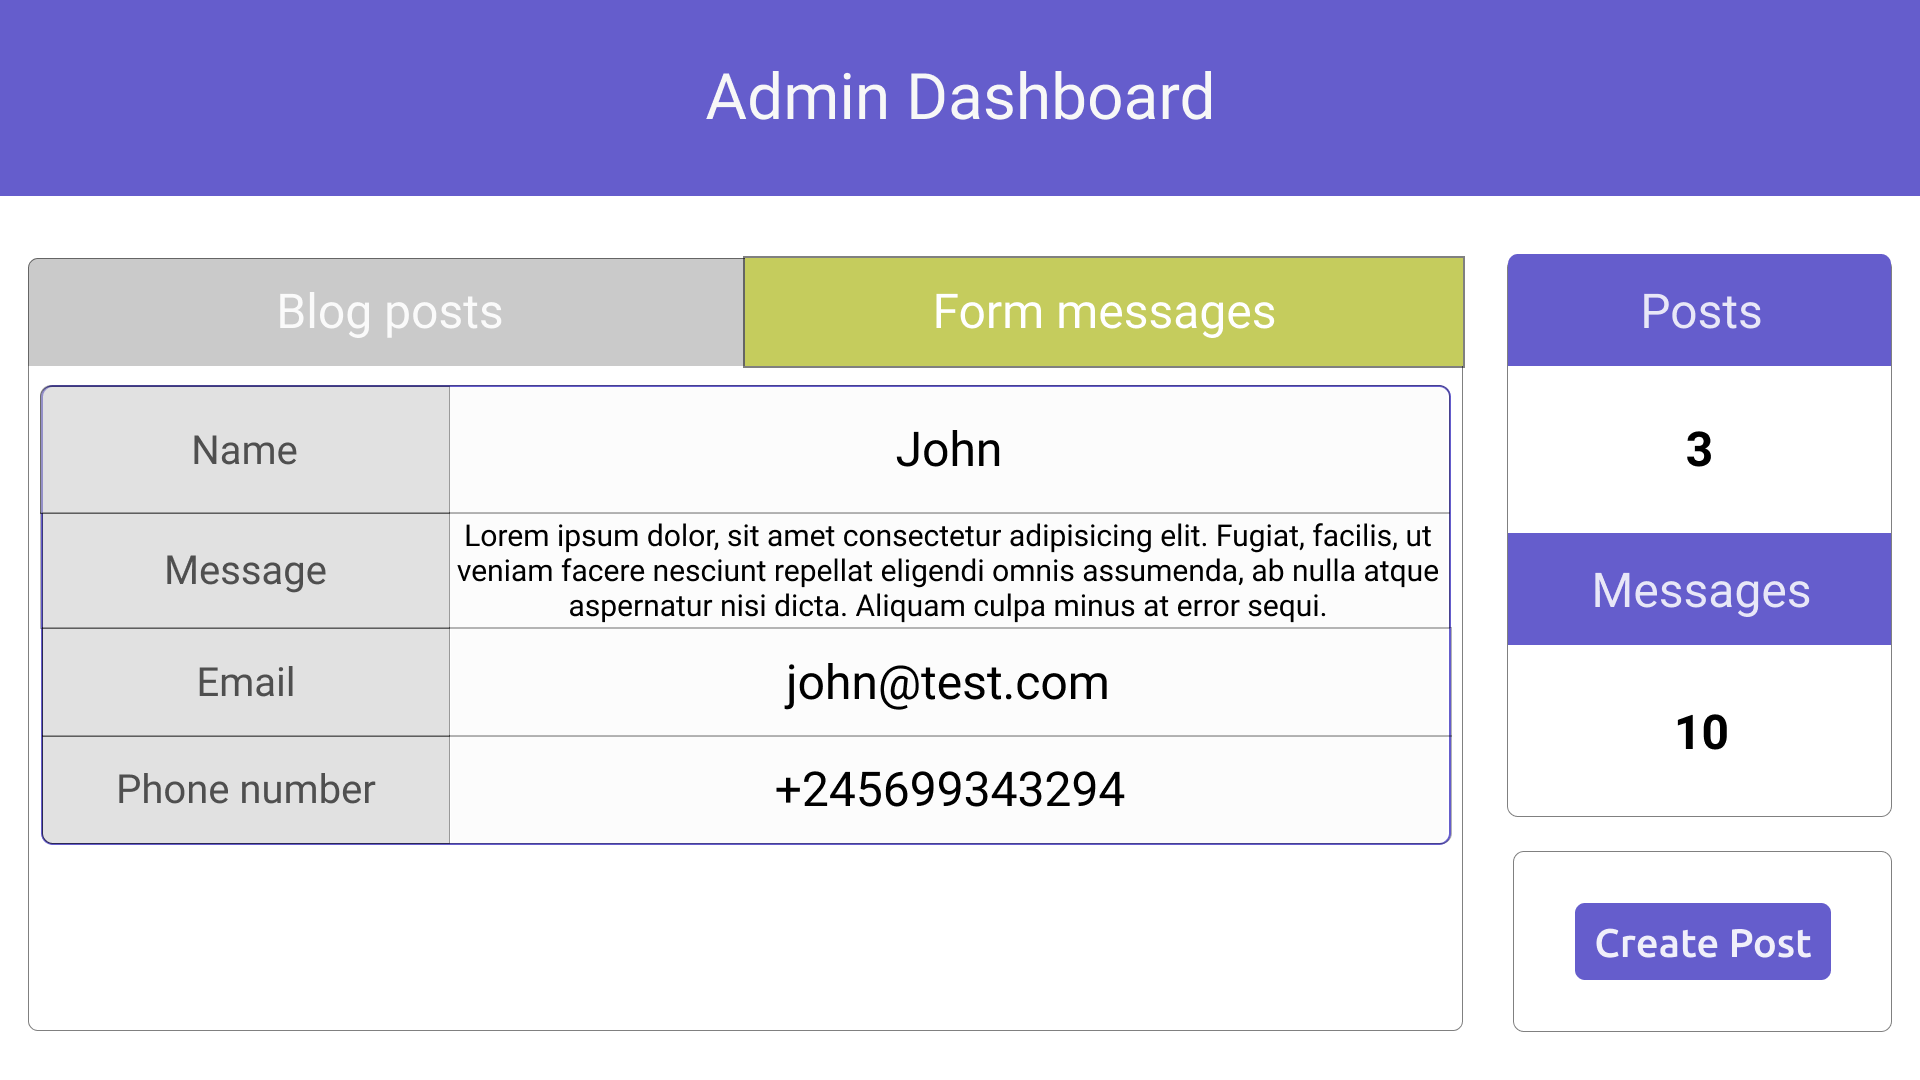 Admin Dashboard
Blog posts
Form messages
Name
John
Message
Lorem ipsum dolor, sit amet consectetur adipisicing elit. Fugiat, facilis, ut
veniam facere nesciunt repellat eligendi omnis assumenda, ab nulla atque
aspernatur nisi dicta. Aliquam culpa minus at error sequi.
Email
john@test.com
Phone number
+245699343294
Posts
3
Messages
10
Create Post